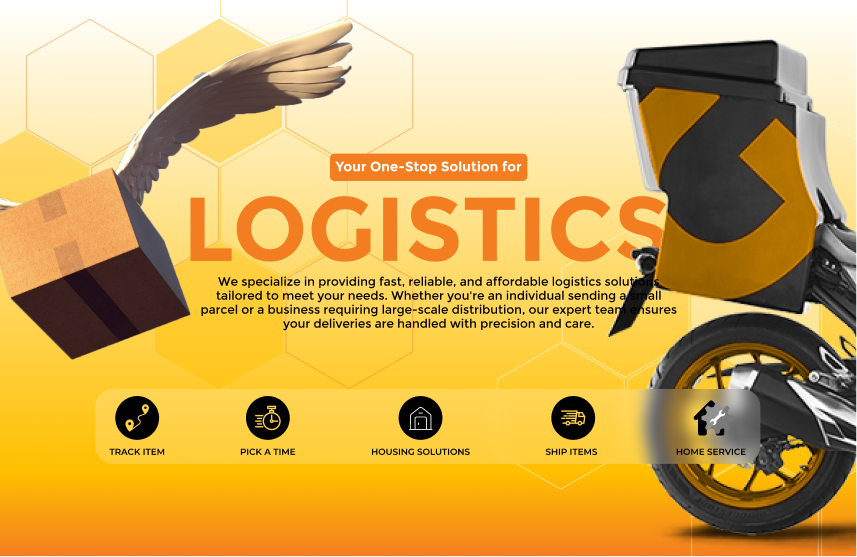 Your One-Stop Solution for
LOGISTICS
We specialize in providing fast, reliable, and affordable logistics solutions
tailored to meet your needs. Whether you're an individual sending a small
parcel or a business requiring large-scale distribution, our expert team ensures
your deliveries are handled with precision and care.
TRACK ITEM
PICK A TIME
HOUSING SOLUTIONS
SHIP ITEMS
HOME SERVICE